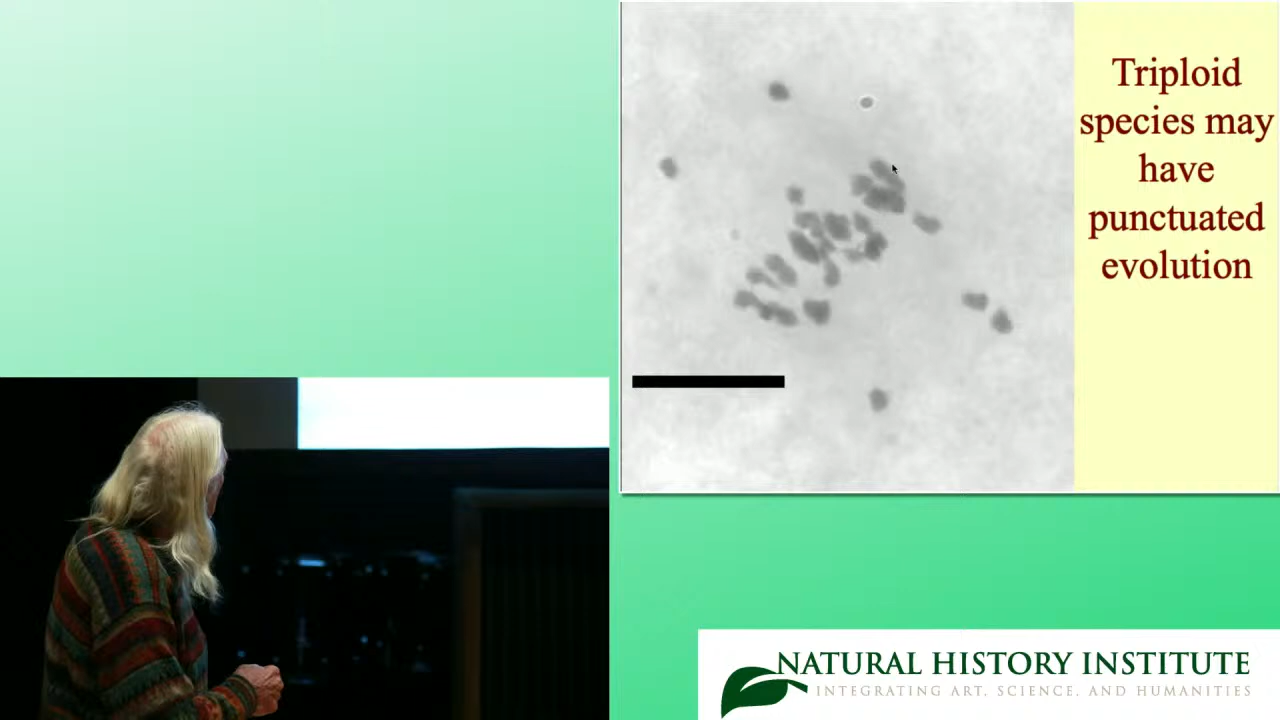 Triploid
species may
have
punctuated
evolution
NATURAL HISTORY INSTITUTE
INTEGRATING ART, SCIENCE, AND HUMANITIES